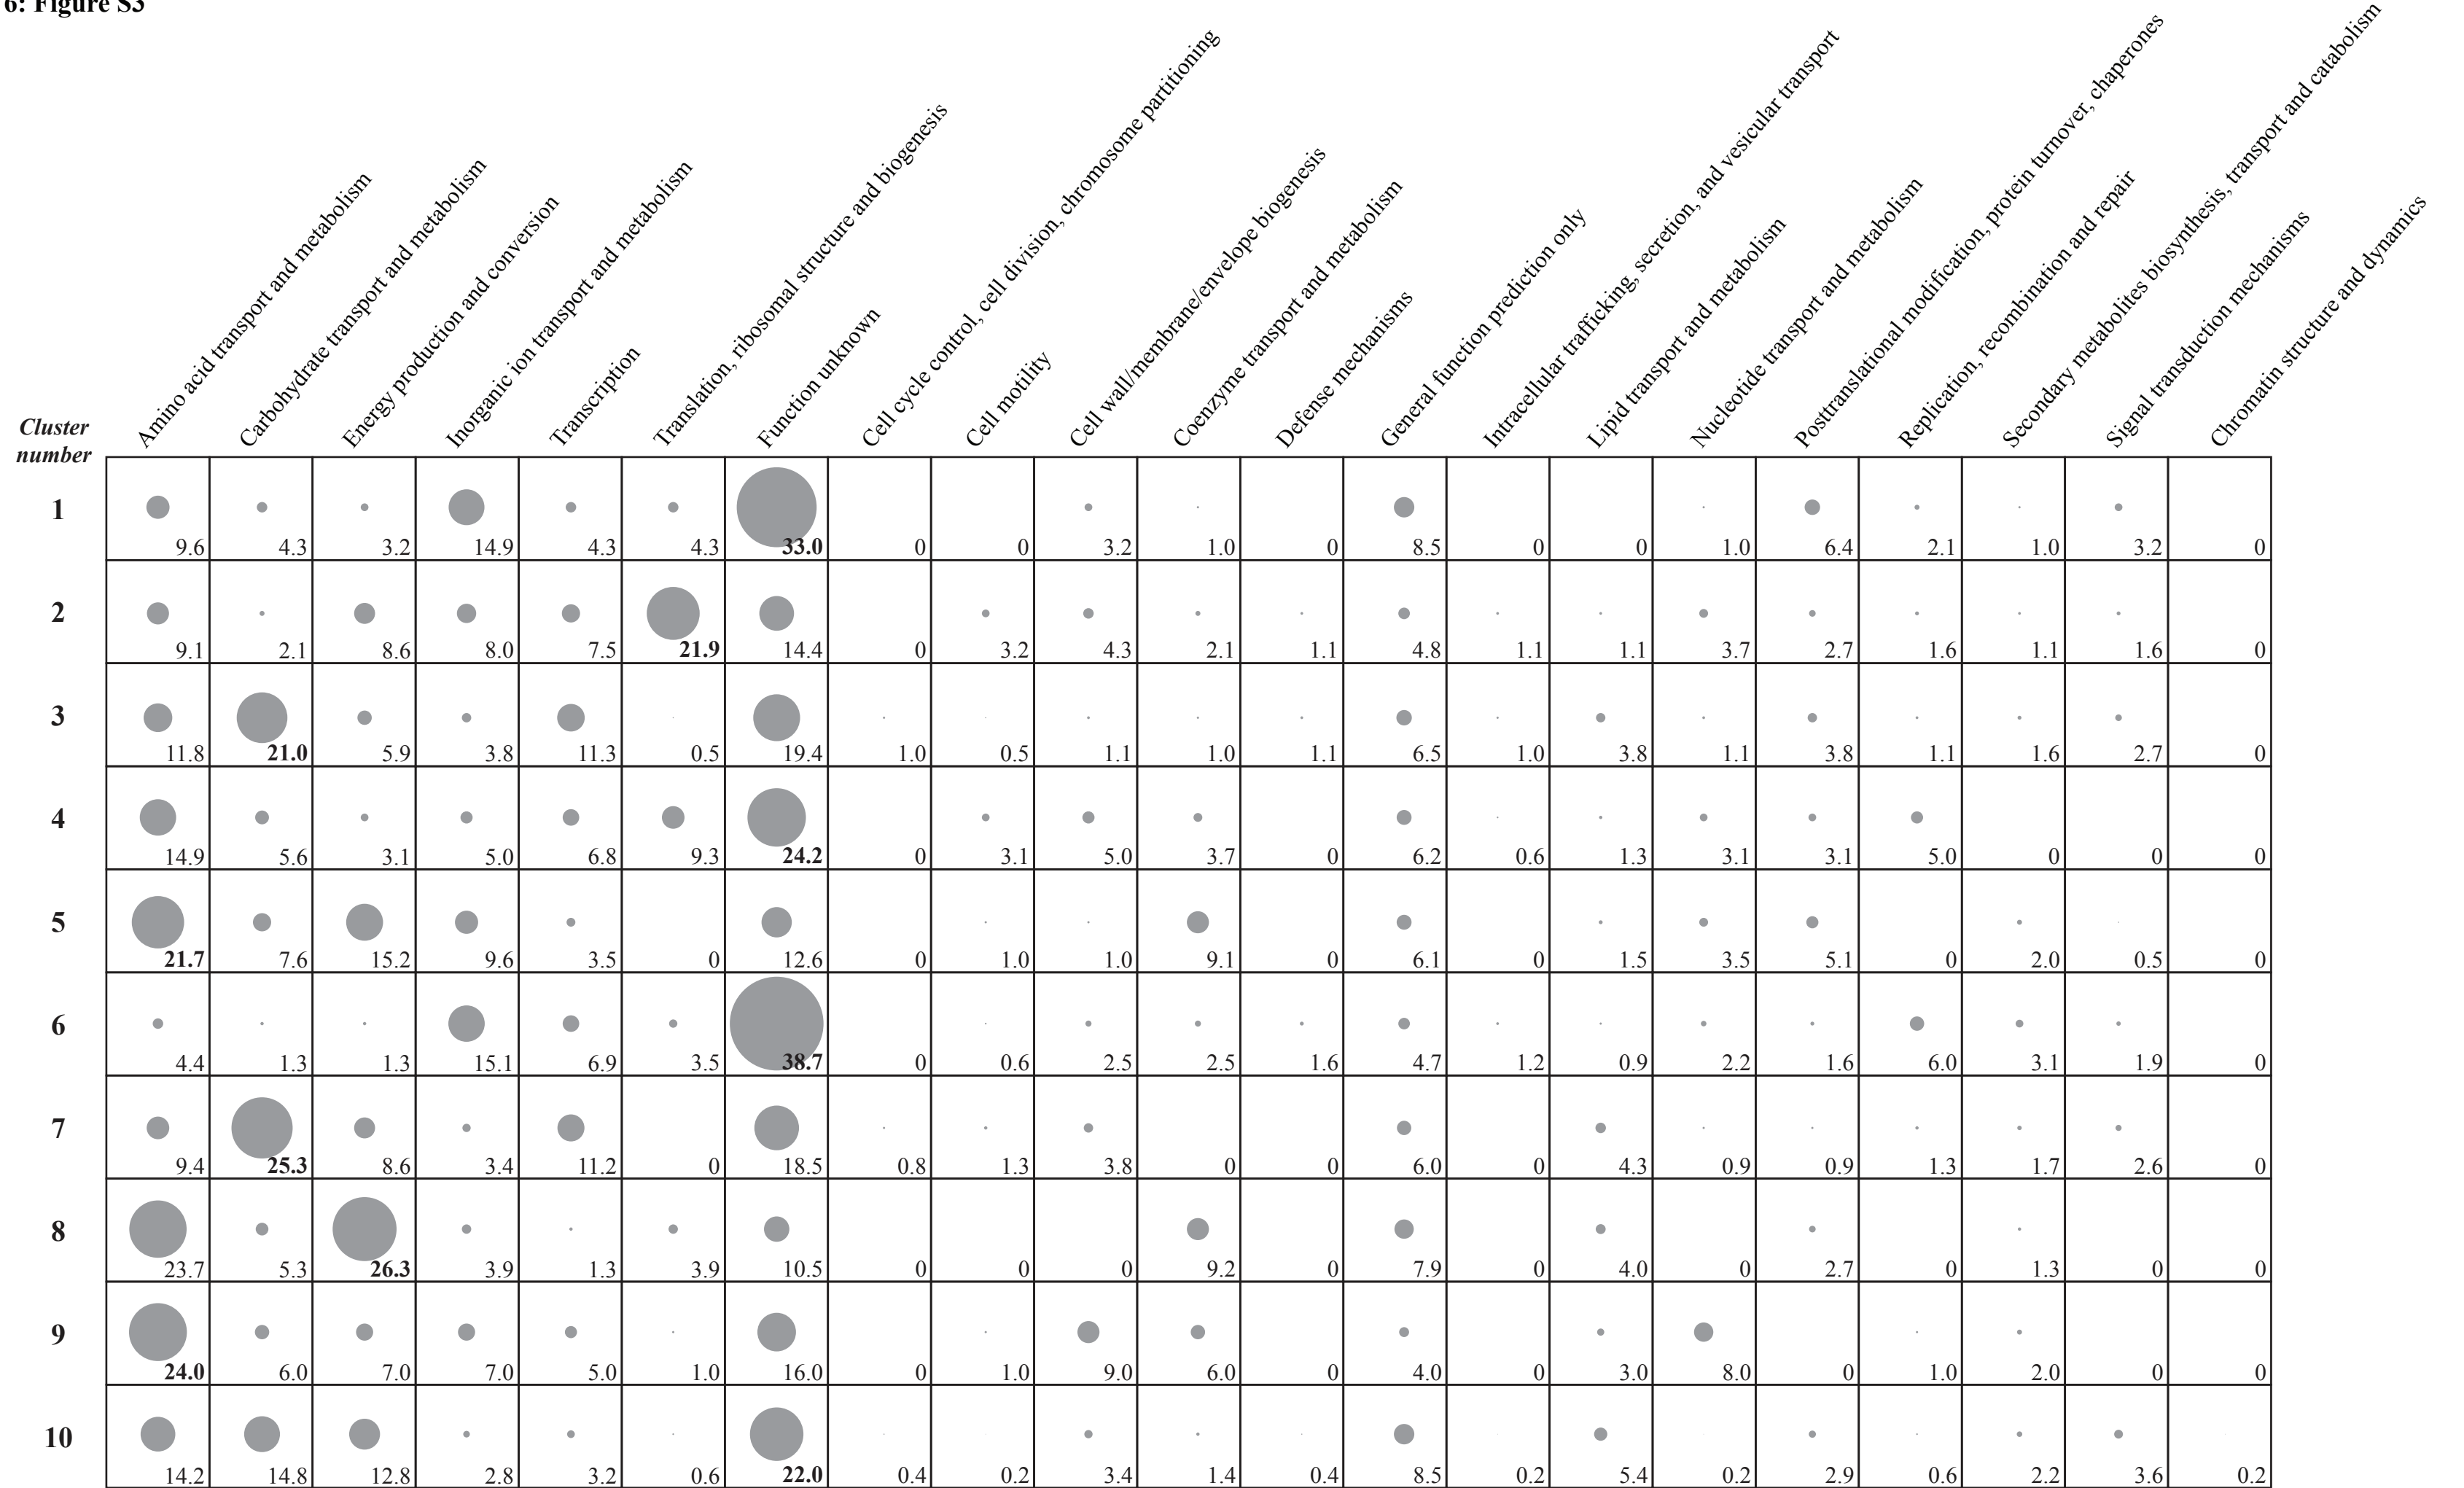 6: Figure S3
Amino acid transport and metabolism
Carbohydrate transport and metabolism
Energy production and conversion
Inorganic ion transport and metabolism
Transcription
Translation, ribosomal structure and biogenesis
Function unknown
Cell cycle control, cell division, chromosome partitioning
Cell motility
Cell wall/membrane/envelope biogenesis
Coenzyme transport and metabolism
Defense mechanisms
General function prediction only
Intracellular trafficking, secretion, and vesicular transport
Lipid transport and metabolism
Nucleotide transport and metabolism
Posttranslational modification, protein turnover, chaperones
Replication, recombination and repair
Secondary metabolites biosynthesis, transport and catabolism
Signal transduction mechanisms
Chromatin structure and dynamics
Cluster
number
1 9.6 4.3 3.2 14.9 4.3 4.3 33.0 0 0 3.2 1.0 0 8.5 0 0 1.0 6.4 2.1 1.0 3.2 0
2 9.1 2.1 8.6 8.0 7.5 21.9 14.4 0 3.2 4.3 2.1 1.1 4.8 1.1 1.1 3.7 2.7 1.6 1.1 1.6 0
3 11.8 21.0 5.9 3.8 11.3 0.5 19.4 1.0 0.5 1.1 1.0 1.1 6.5 1.0 3.8 1.1 3.8 1.1 1.6 2.7 0
4 14.9 5.6 3.1 5.0 6.8 9.3 24.2 0 3.1 5.0 3.7 0 6.2 0.6 1.3 3.1 3.1 5.0 0 0 0
5 21.7 7.6 15.2 9.6 3.5 0 12.6 0 1.0 1.0 9.1 0 6.1 0 1.5 3.5 5.1 0 2.0 0.5 0
6 4.4 1.3 1.3 15.1 6.9 3.5 38.7 0 0.6 2.5 2.5 1.6 4.7 1.2 0.9 2.2 1.6 6.0 3.1 1.9 0
7 9.4 25.3 8.6 3.4 11.2 0 18.5 0.8 1.3 3.8 0 0 6.0 0 4.3 0.9 0.9 1.3 1.7 2.6 0
8 23.7 5.3 26.3 3.9 1.3 3.9 10.5 0 0 0 9.2 0 7.9 0 4.0 0 2.7 0 1.3 0 0
9 24.0 6.0 7.0 7.0 5.0 1.0 16.0 0 1.0 9.0 6.0 0 4.0 0 3.0 8.0 0 1.0 2.0 0 0
10 14.2 14.8 12.8 2.8 3.2 0.6 22.0 0.4 0.2 3.4 1.4 0.4 8.5 0.2 5.4 0.2 2.9 0.6 2.2 3.6 0.2